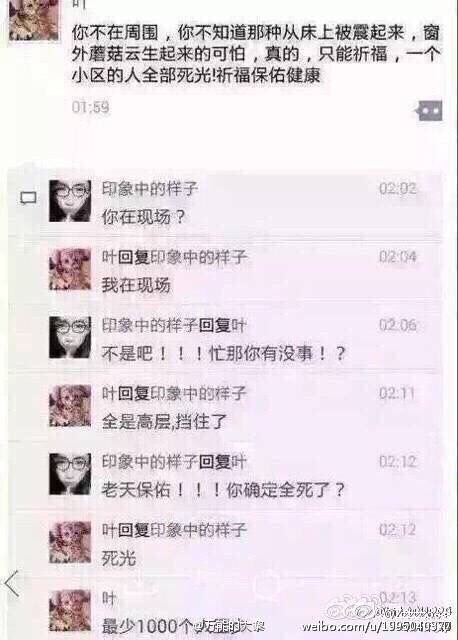 叶
你不在周围，你不知道那种从床上被震起来，窗
外蘑菇云生起来的可怕，真的，只能祈福，一个
小区的人全部死光!祈福保佑健康
01:59
印象中的样子 02:02
你在现场？
叶回复印象中的样子 02:04
我在现场
印象中的样子回复叶 02:06
不是吧！！！忙那你有没事！？
叶回复印象中的样子 02:11
全是高层,挡住了
印象中的样子回复叶 02:12
老天保佑！！！你确定全死了？
叶回复印象中的样子 02:12
死光
叶 02:13
最少1000个
@万能的大黎